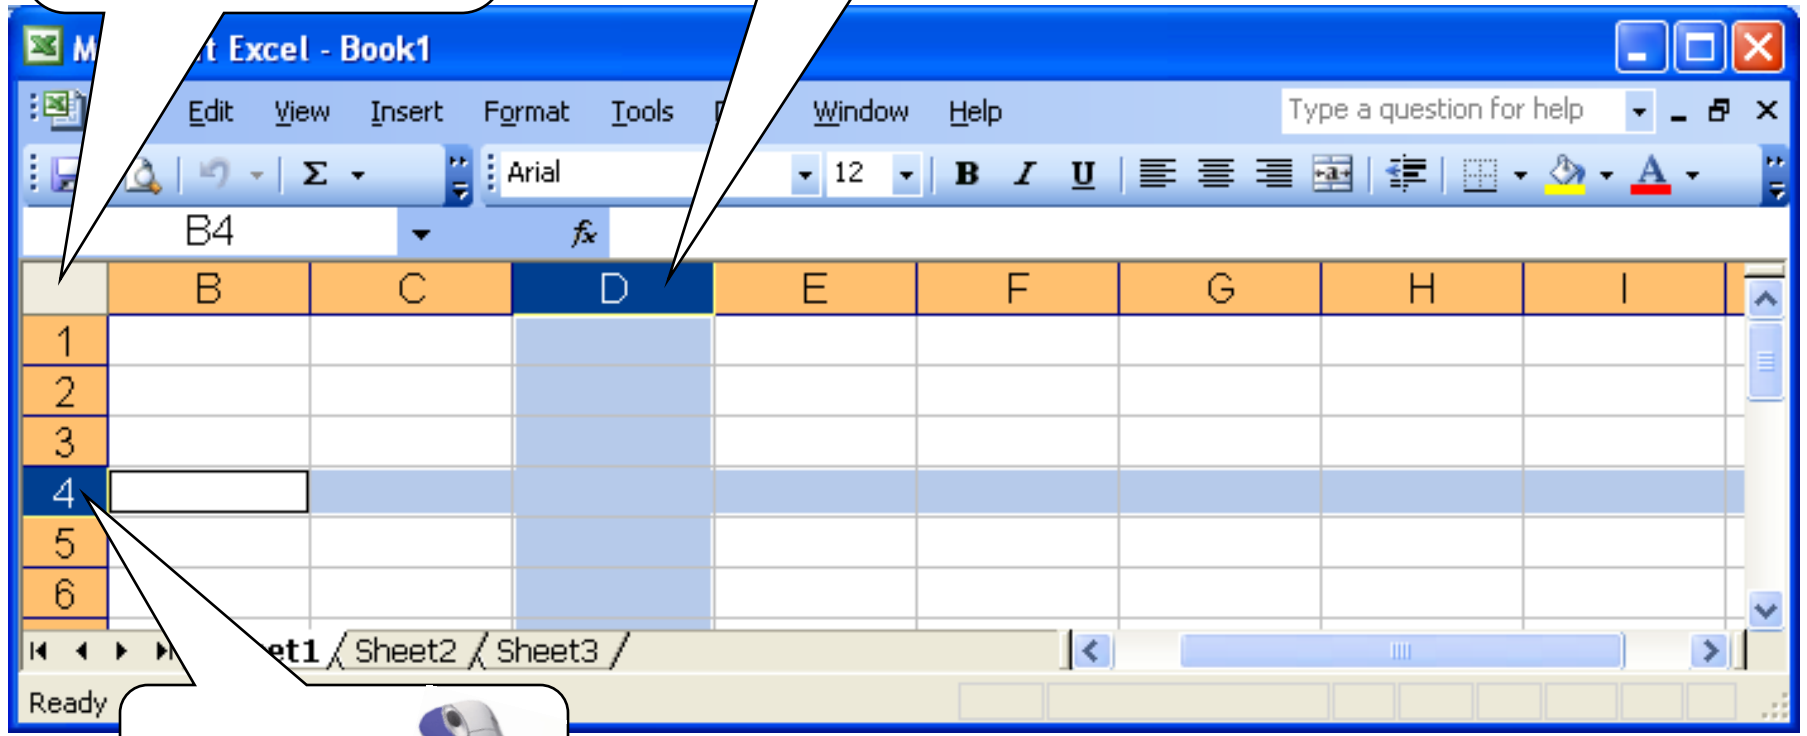 Excel - Book1
Edit View Insert Format Tools Window Help Type a question for help
Σ Arial 12 B I U A
B4 fx
B C D E F G H I
1
2
3
4
5
6
Sheet2 Sheet3
Ready